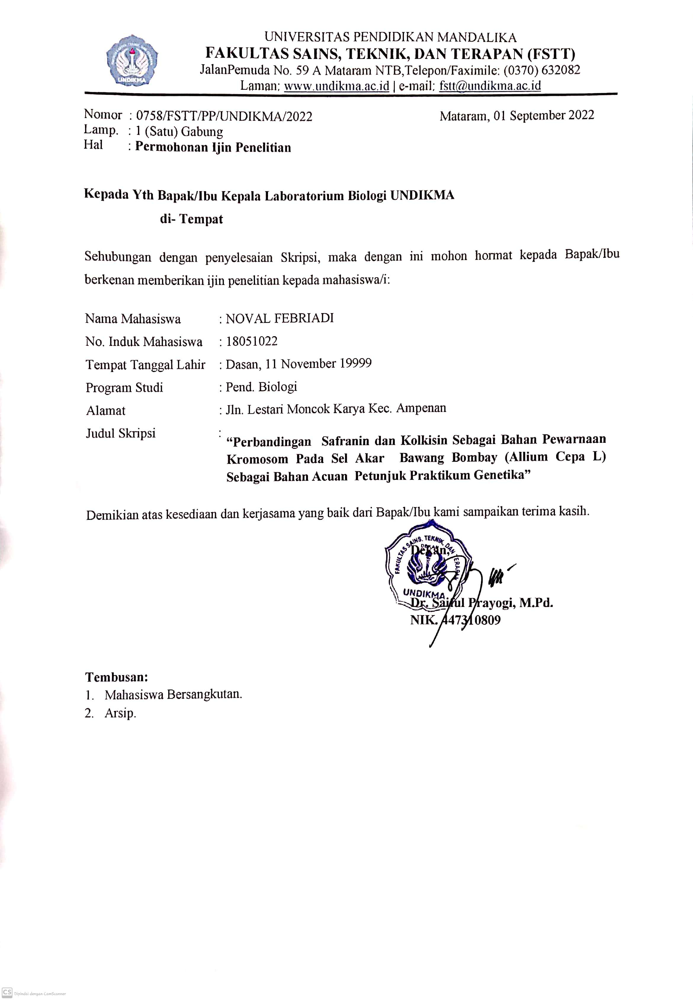 UNIVERSITAS PENDIDIKAN MANDALIKA
FAKULTAS SAINS, TEKNIK, DAN TERAPAN (FSTT)
JalanPemuda No. 59 A Mataram NTB,Telepon/Faximile: (0370) 632082
Laman: www.undikma.ac.id | e-mail: fstt@undikma.ac.id
UNDIKMA
Nomor : 0758/FSTT/PP/UNDIKMA/2022 Mataram, 01 September 2022
Lamp. : 1 (Satu) Gabung
Hal : Permohonan Ijin Penelitian
Kepada Yth Bapak/Ibu Kepala Laboratorium Biologi UNDIKMA
di- Tempat
Sehubungan dengan penyelesaian Skripsi, maka dengan ini mohon hormat kepada Bapak/Ibu
berkenan memberikan ijin penelitian kepada mahasiswa/i:
Nama Mahasiswa : NOVAL FEBRIADI
No. Induk Mahasiswa : 18051022
Tempat Tanggal Lahir : Dasan, 11 November 19999
Program Studi : Pend. Biologi
Alamat : Jln. Lestari Moncok Karya Kec. Ampenan
Judul Skripsi :
“Perbandingan Safranin dan Kolkisin Sebagai Bahan Pewarnaan
Kromosom Pada Sel Akar Bawang Bombay (Allium Cepa L)
Sebagai Bahan Acuan Petunjuk Praktikum Genetika”
Demikian atas kesediaan dan kerjasama yang baik dari Bapak/Ibu kami sampaikan terima kasih.
FAKULTAS SAINS, TEKNIK, DAN TERAPAN
DEKAN
Dekan,
UNDIKMA
Dr. Saiful Prayogi, M.Pd.
NIK. 447310809
Tembusan:
1. Mahasiswa Bersangkutan.
2. Arsip.
CS Dipindai dengan CamScanner